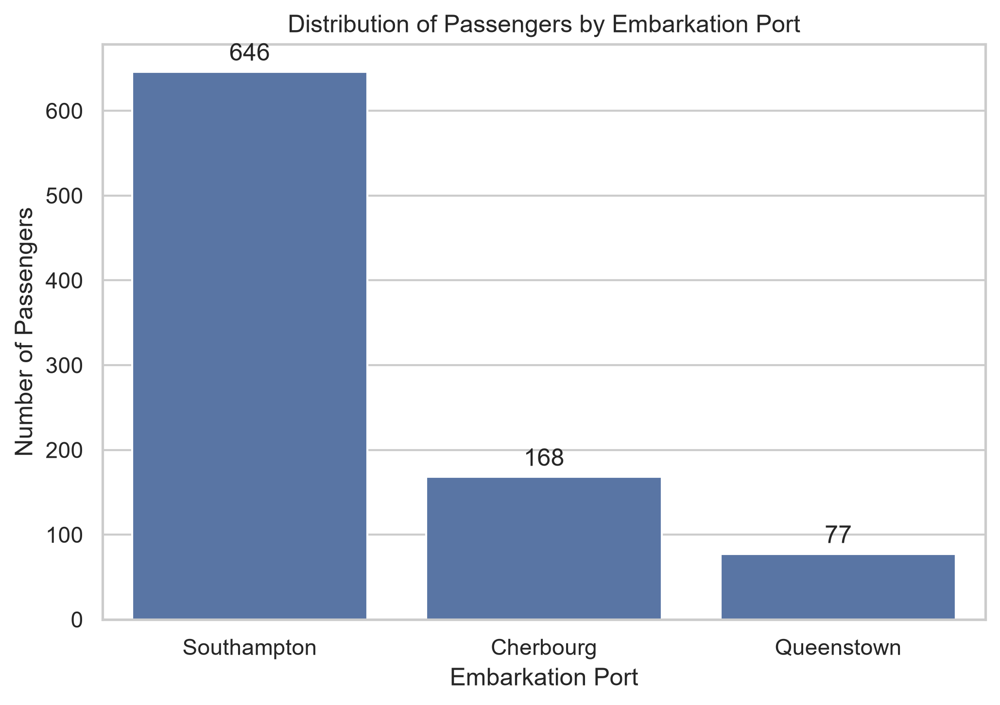 Distribution of Passengers by Embarkation Port
646
600
500
400
300
200
100
0
168
77
Number of Passengers
Southampton
Cherbourg
Queenstown
Embarkation Port